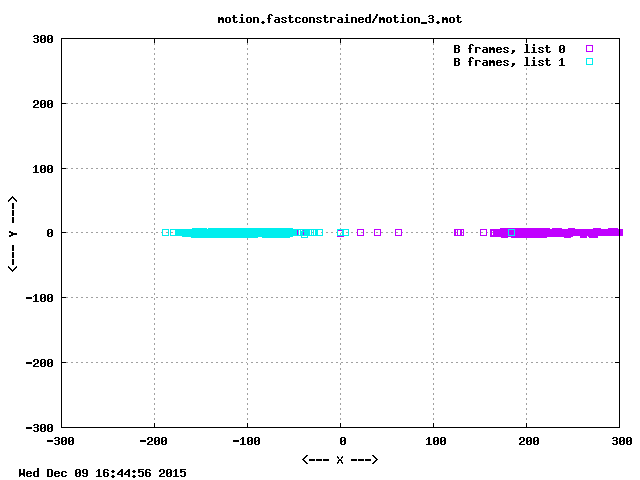 motion.fastconstrained/motion_3.mot
B frames, list 0
B frames, list 1
300
200
100
0
-100
-200
-300
<--- Y --->
-300 -200 -100 0 100 200 300
<--- X --->
Wed Dec 09 16:44:56 2015